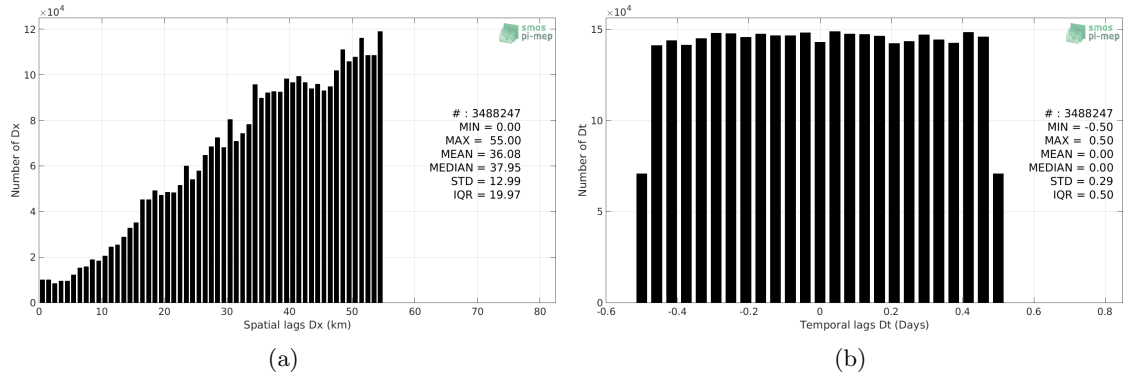 ×10⁴
12
10
8
6
4
2
0
0 10 20 30 40 50 60 70 80
Number of Dx
Spatial lags Dx (km)
smos
pi-mep
# : 3488247
MIN = 0.00
MAX = 55.00
MEAN = 36.08
MEDIAN = 37.95
STD = 12.99
IQR = 19.97
(a)
×10⁴
15
10
5
0
-0.6 -0.4 -0.2 0 0.2 0.4 0.6 0.8
Number of Dt
Temporal lags Dt (Days)
smos
pi-mep
# : 3488247
MIN = -0.50
MAX = 0.50
MEAN = 0.00
MEDIAN = 0.00
STD = 0.29
IQR = 0.50
(b)